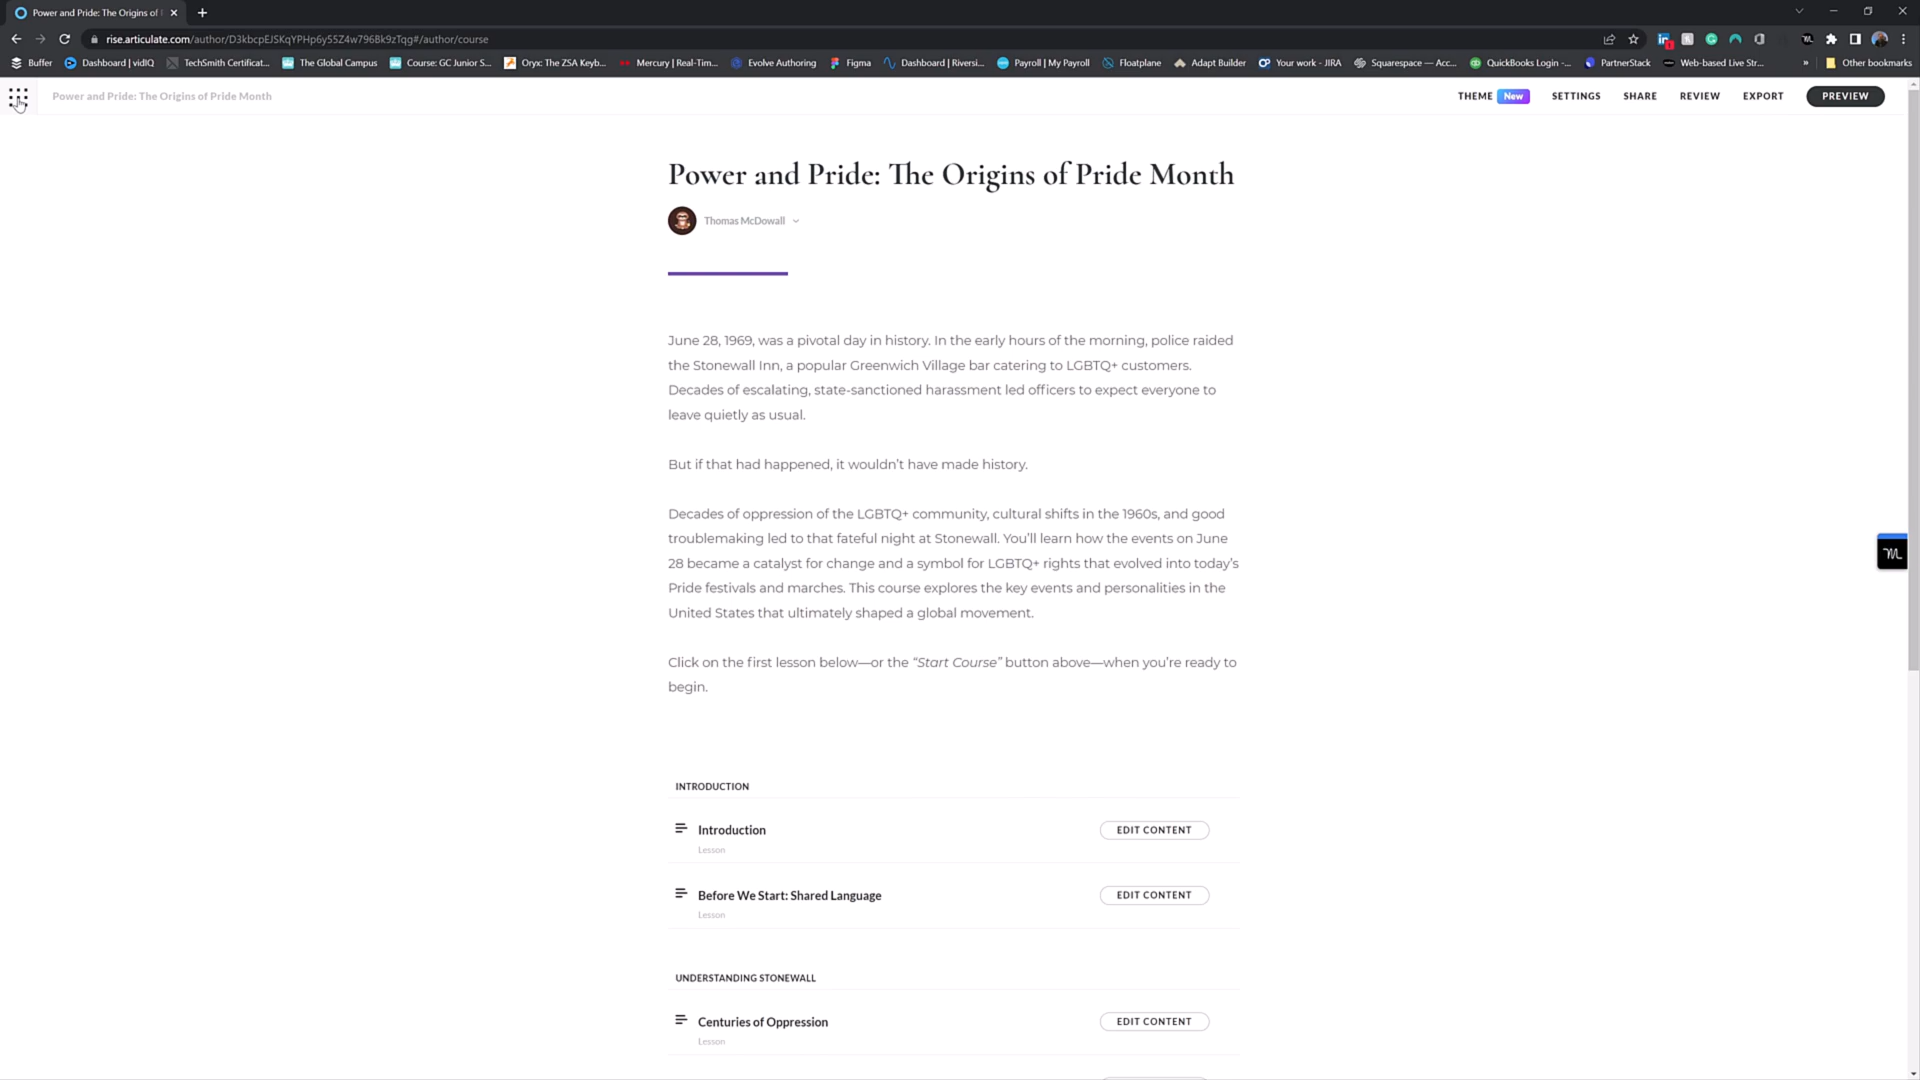 Power and Pride: The Origins of
rise.articulate.com/author/D3kbcpEJSKqYPHp6y55Z4w796Bk9zTqg#/author/course
Buffer Dashboard | vidIQ TechSmith Certificat... The Global Campus Course: GC Junior S... Oryx: The ZSA Keyb... Mercury | Real-Tim... Evolve Authoring Figma Dashboard | Riversi... Payroll | My Payroll Floatplane Adapt Builder Your work - JIRA Squarespace — Acc... QuickBooks Login -... PartnerStack Web-based Live Str... » Other bookmarks
Power and Pride: The Origins of Pride Month THEME New SETTINGS SHARE REVIEW EXPORT PREVIEW
Power and Pride: The Origins of Pride Month
Thomas McDowall
June 28, 1969, was a pivotal day in history. In the early hours of the morning, police raided
the Stonewall Inn, a popular Greenwich Village bar catering to LGBTQ+ customers.
Decades of escalating, state-sanctioned harassment led officers to expect everyone to
leave quietly as usual.
But if that had happened, it wouldn't have made history.
Decades of oppression of the LGBTQ+ community, cultural shifts in the 1960s, and good
troublemaking led to that fateful night at Stonewall. You'll learn how the events on June
28 became a catalyst for change and a symbol for LGBTQ+ rights that evolved into today's
Pride festivals and marches. This course explores the key events and personalities in the
United States that ultimately shaped a global movement.
Click on the first lesson below—or the “Start Course” button above—when you're ready to
begin.
INTRODUCTION
Introduction EDIT CONTENT
Lesson
Before We Start: Shared Language EDIT CONTENT
Lesson
UNDERSTANDING STONEWALL
Centuries of Oppression EDIT CONTENT
Lesson